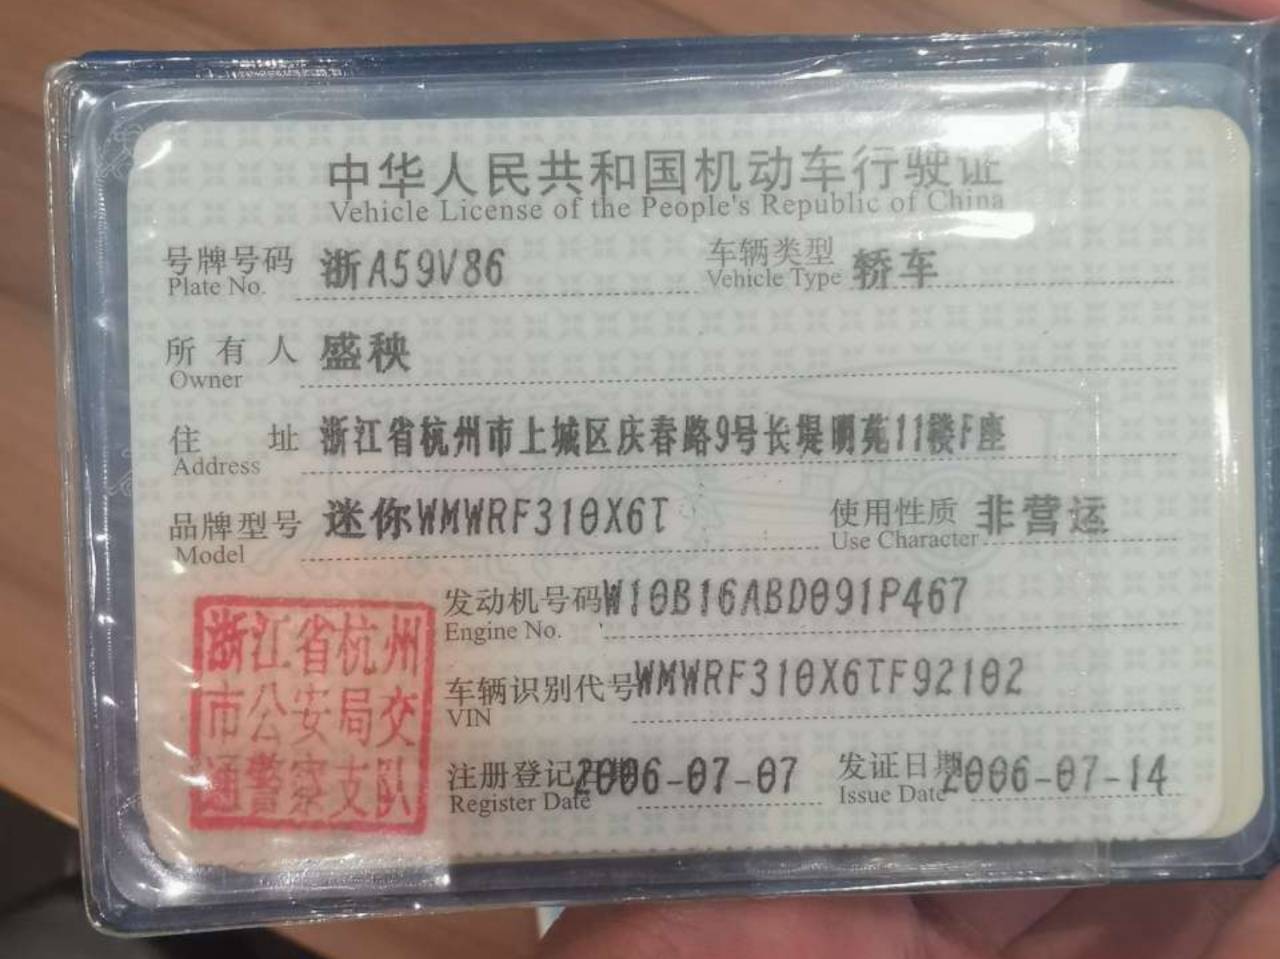 中华人民共和国机动车行驶证
Vehicle License of the People's Republic of China
号牌号码 浙A59V86 车辆类型 轿车
Plate No. Vehicle Type
所有人 盛秧
Owner
住址 浙江省杭州市上城区庆春路9号长堤明苑11楼F座
Address
品牌型号 迷你WMWRF310X6T 使用性质 非营运
Model Use Character
发动机号码 W10B16ABD091P467
Engine No.
车辆识别代号 WMWRF310X6TF92102
VIN
注册登记日期 2006-07-07 发证日期 2006-07-14
Register Date Issue Date
浙江省杭州
市公安局交
通警察支队